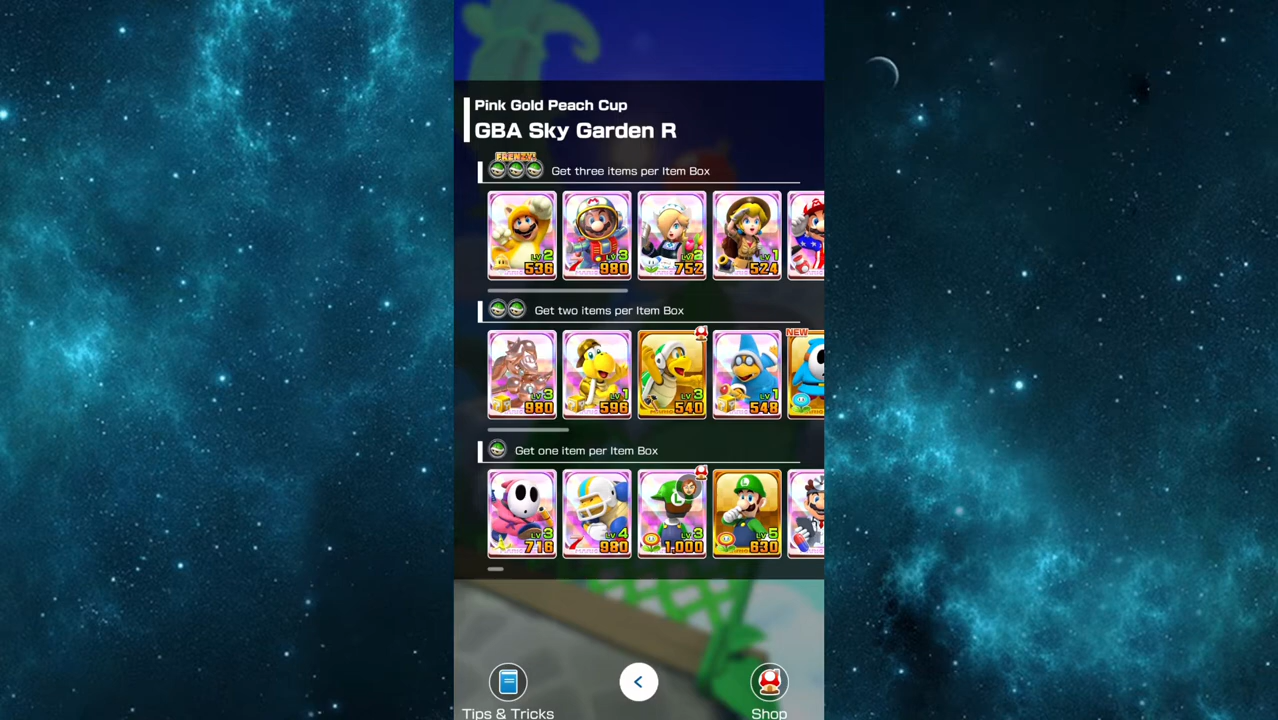 Pink Gold Peach Cup
GBA Sky Garden R
FRENZY!
Get three items per Item Box
LV 2
536
LV 3
980
LV 2
752
LV 1
524
Get two items per Item Box
NEW
LV 3
980
LV 1
596
LV 3
540
LV 1
548
Get one item per Item Box
LV 3
716
LV 4
980
LV 3
1,000
LV 5
630
Tips & Tricks
Shop